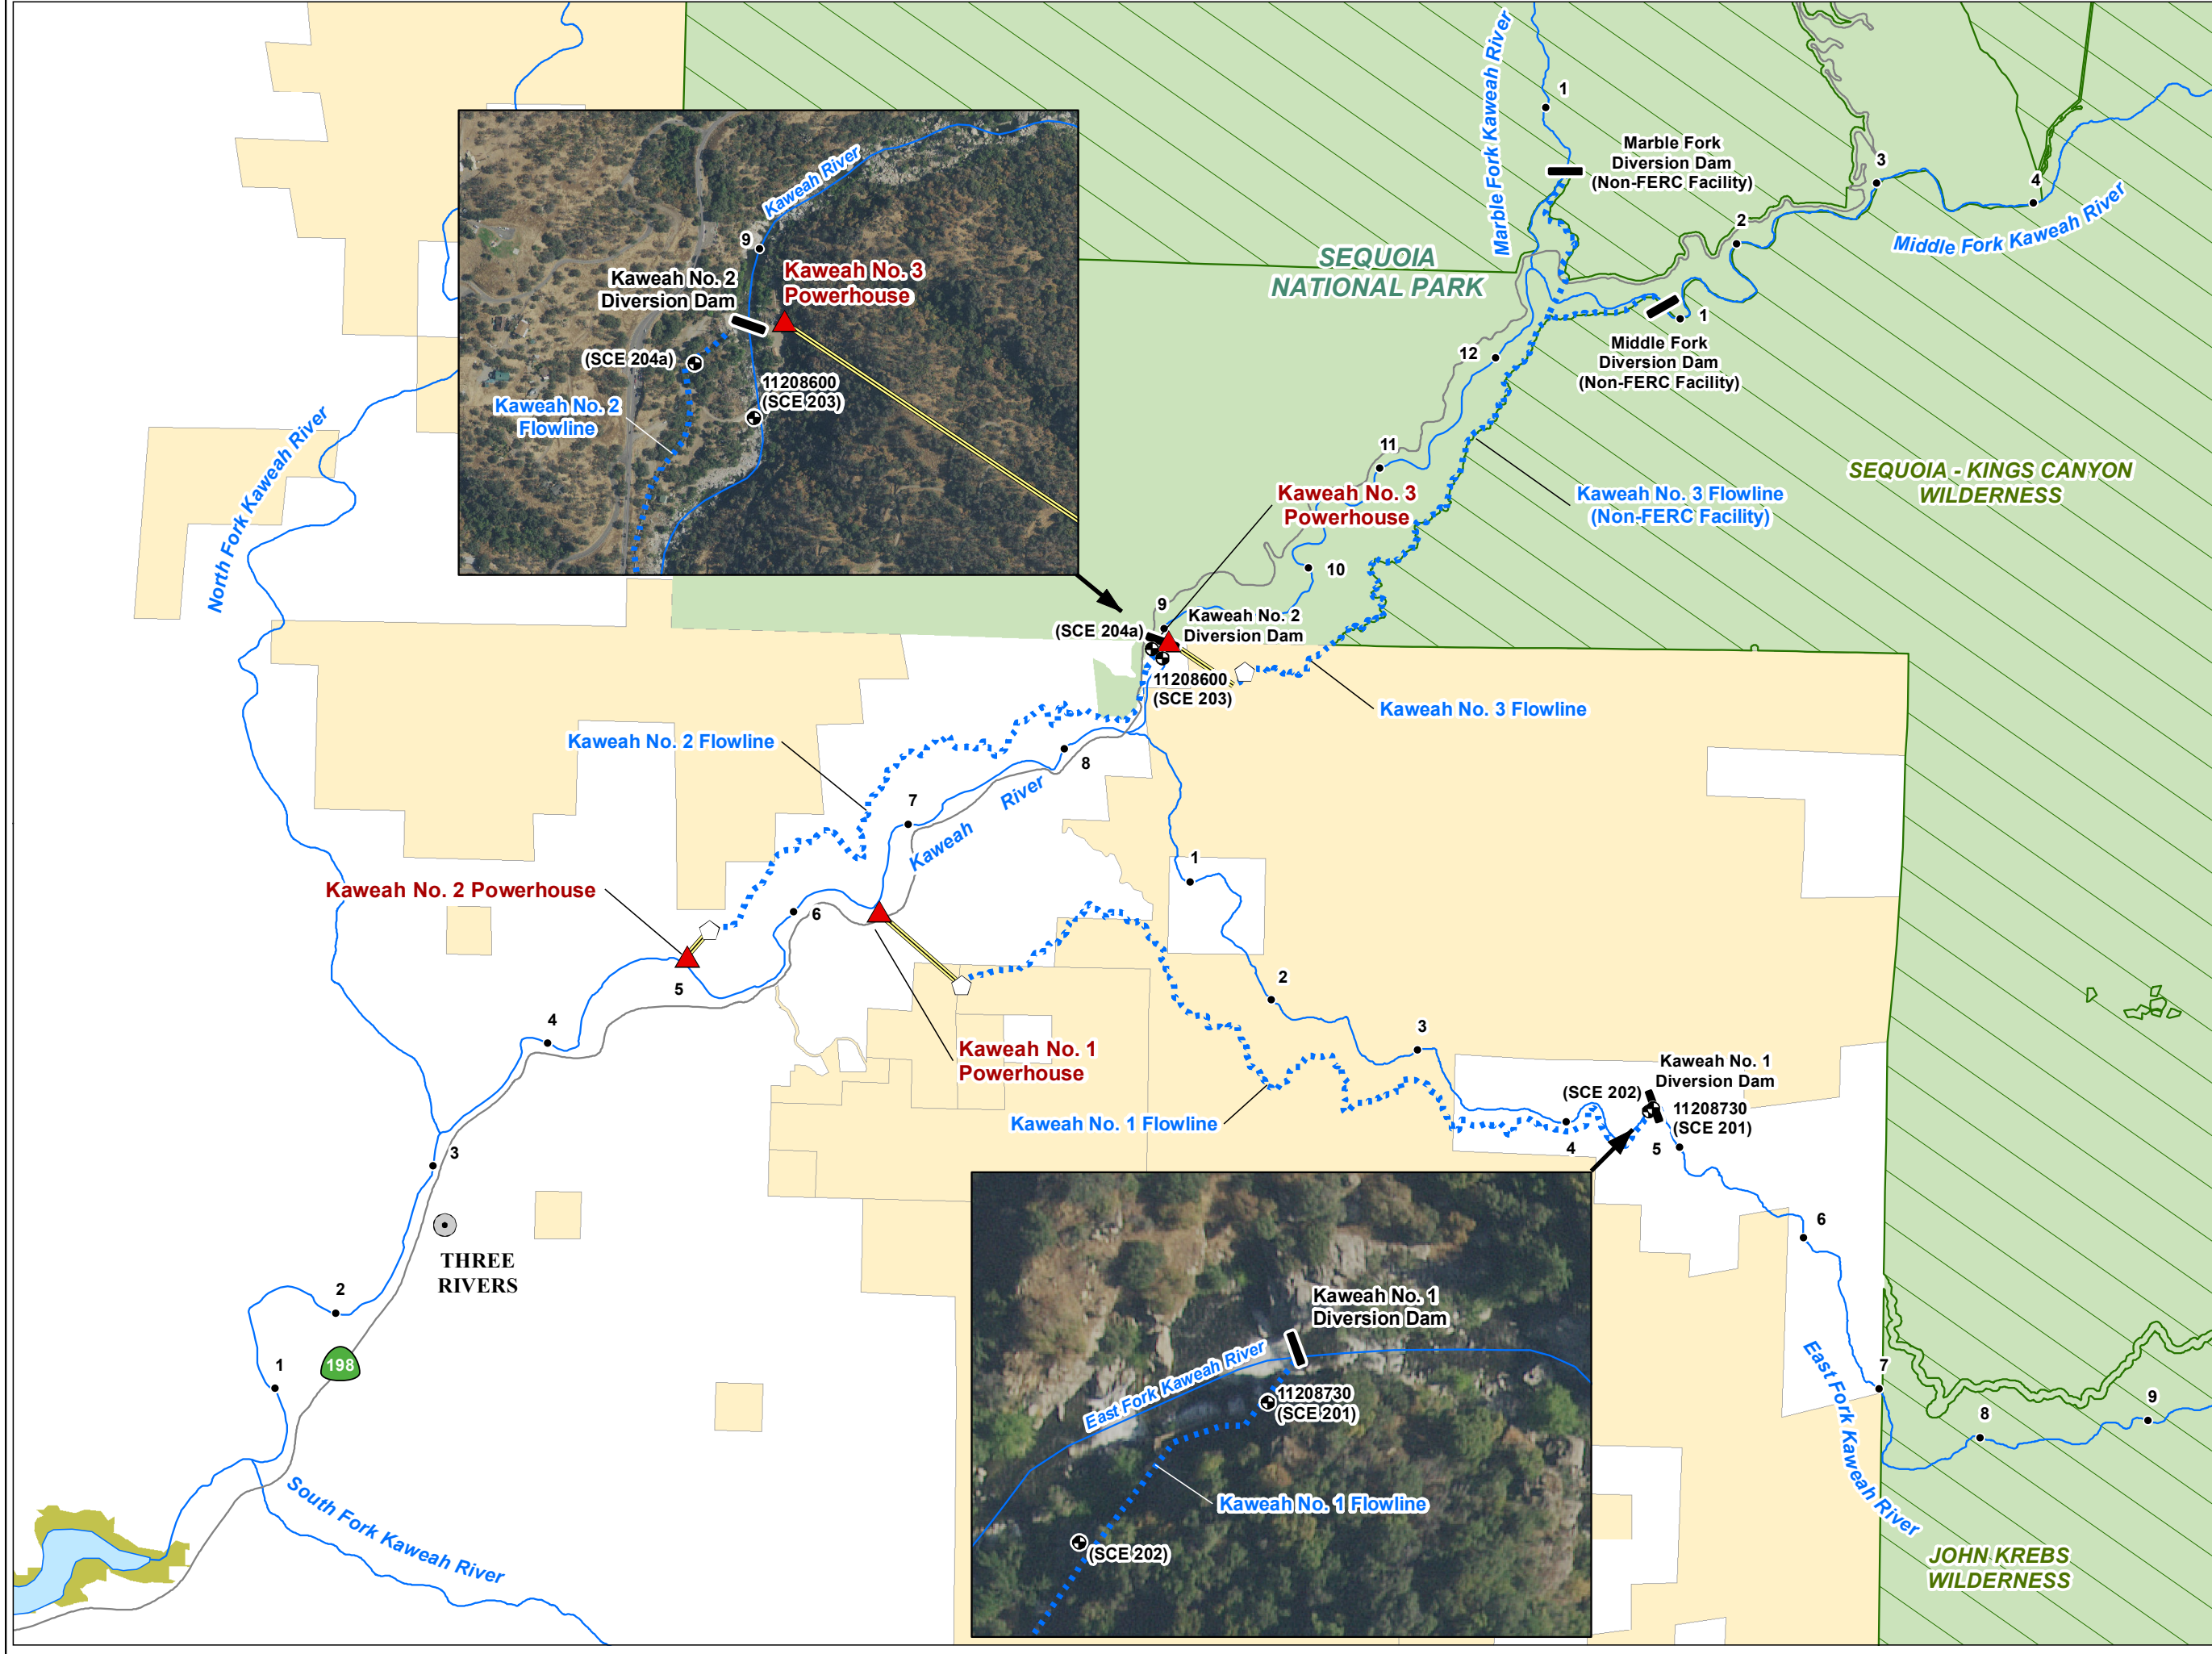 Marble Fork Kaweah River
1
Marble Fork
Diversion Dam
(Non-FERC Facility)
3
4
2
Middle Fork Kaweah River
SEQUOIA
NATIONAL PARK
1
Middle Fork
Diversion Dam
(Non-FERC Facility)
12
11
10
9
SEQUOIA - KINGS CANYON
WILDERNESS
Kaweah No. 3 Flowline
(Non-FERC Facility)
Kaweah No. 3
Powerhouse
Kaweah River
9
Kaweah No. 2
Diversion Dam
Kaweah No. 3
Powerhouse
(SCE 204a)
11208600
(SCE 203)
Kaweah No. 2
Flowline
North Fork Kaweah River
(SCE 204a)
Kaweah No. 2
Diversion Dam
11208600
(SCE 203)
Kaweah No. 3 Flowline
Kaweah No. 2 Flowline
8
7
Kaweah River
1
Kaweah No. 2 Powerhouse
6
5
2
4
3
Kaweah No. 1
Powerhouse
Kaweah No. 1 Flowline
(SCE 202)
Kaweah No. 1
Diversion Dam
11208730
(SCE 201)
4
5
3
6
THREE
RIVERS
2
1
198
7
8
9
East Fork Kaweah River
South Fork Kaweah River
Kaweah No. 1
Diversion Dam
East Fork Kaweah River
11208730
(SCE 201)
Kaweah No. 1 Flowline
(SCE 202)
JOHN KREBS
WILDERNESS